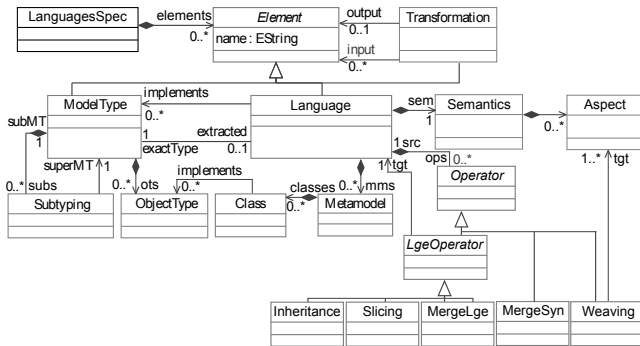 LanguagesSpec
elements
0..*
Element
name : EString
output
0..1
input
0..*
Transformation
ModelType
implements
0..*
Language
sem
1
Semantics
0..*
Aspect
subMT
1
1
exactType
extracted
0..1
1 src
ops
0..*
1..*
tgt
superMT
1
0..*
subs
0..*
ots
implements
classes
0..*
0..*
mms
1
tgt
Operator
Subtyping
ObjectType
Class
Metamodel
LgeOperator
Inheritance
Slicing
MergeLge
MergeSyn
Weaving